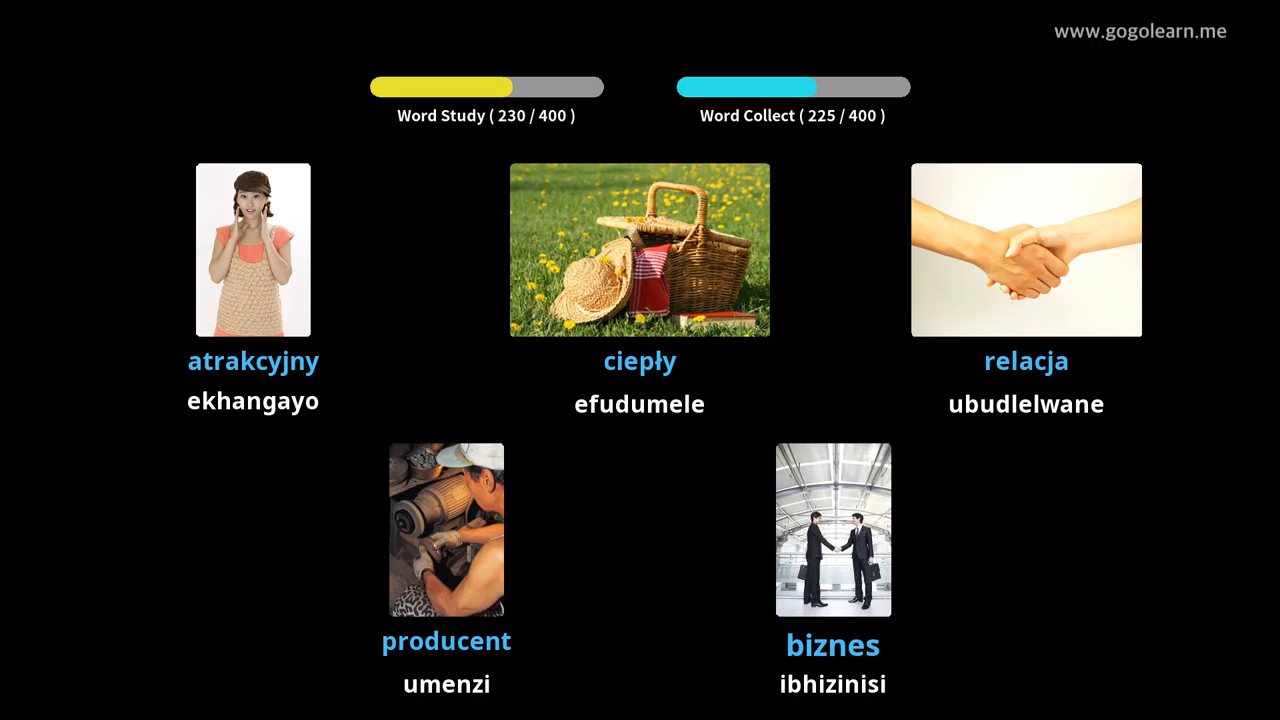 www.gogolearn.me
Word Study ( 230 / 400 )
Word Collect ( 225 / 400 )
atrakcyjny
ekhangayo
ciepły
efudumele
relacja
ubudlelwane
producent
umenzi
biznes
ibhizinisi